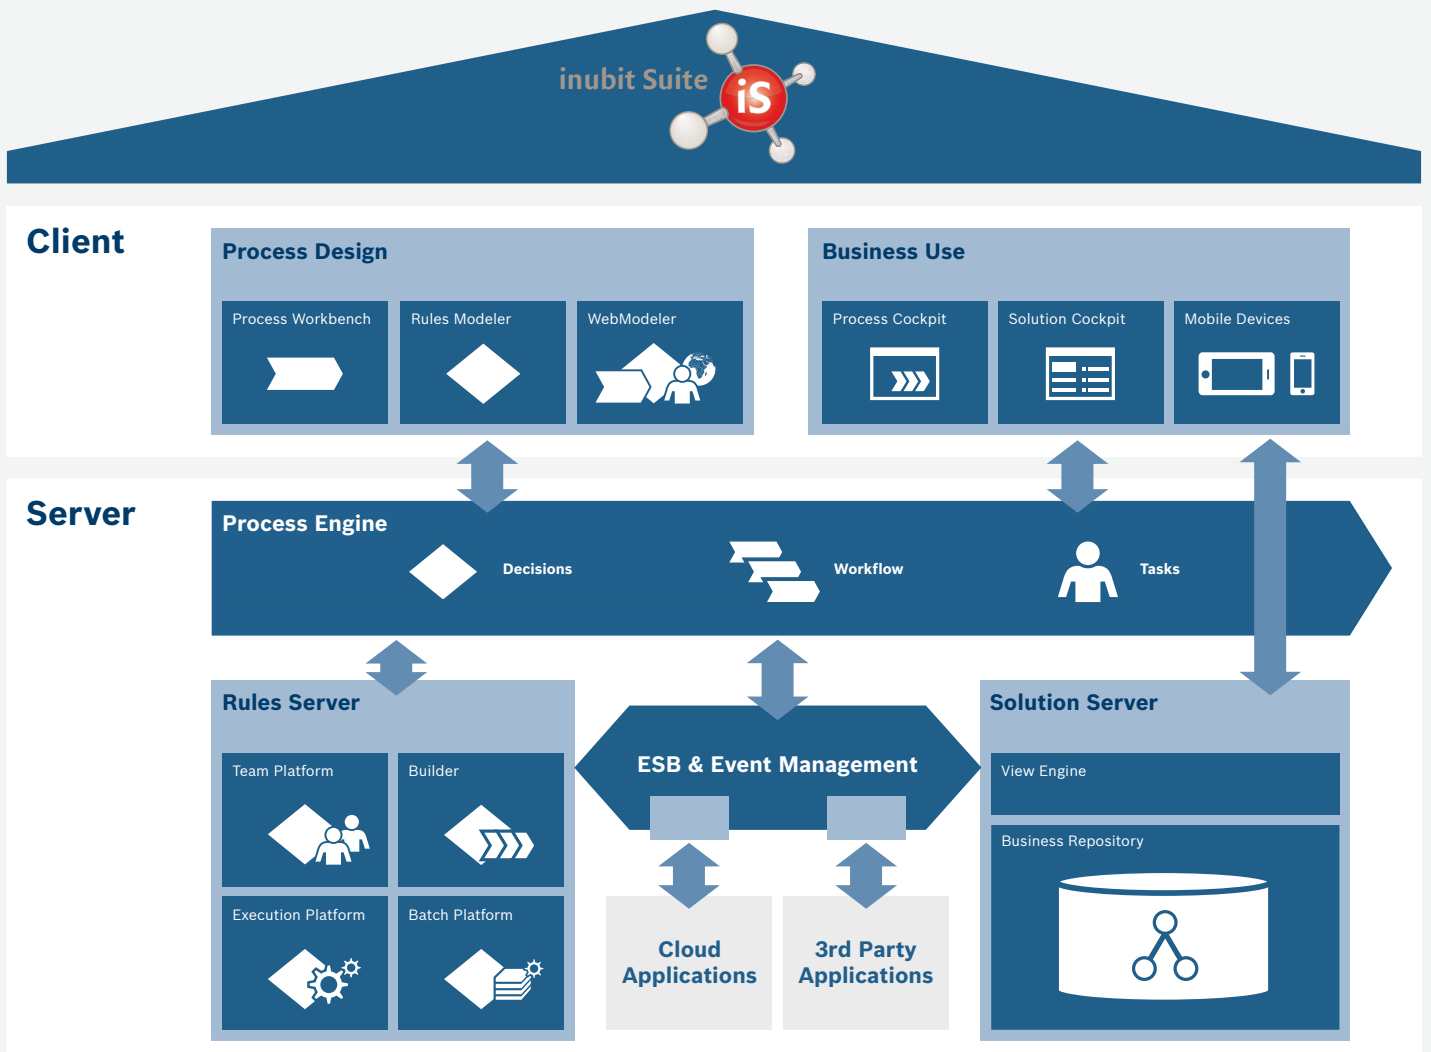 inubit Suite
iS
Client
Process Design
Process Workbench
Rules Modeler
WebModeler
Business Use
Process Cockpit
Solution Cockpit
Mobile Devices
Server
Process Engine
Decisions
Workflow
Tasks
Rules Server
Team Platform
Builder
Execution Platform
Batch Platform
ESB & Event Management
Cloud
Applications
3rd Party
Applications
Solution Server
View Engine
Business Repository